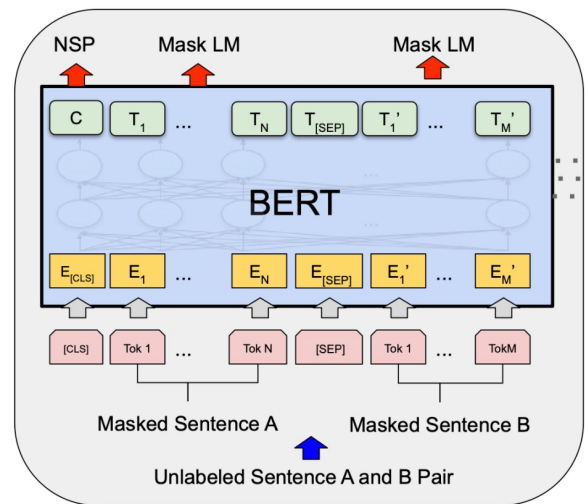 NSP Mask LM Mask LM
C T1 ... TN T[SEP] T1' ... TM'
...
BERT
...
E[CLS] E1 ... EN E[SEP] E1' ... EM'
[CLS] Tok 1 ... Tok N [SEP] Tok 1 ... TokM
Masked Sentence A Masked Sentence B
Unlabeled Sentence A and B Pair